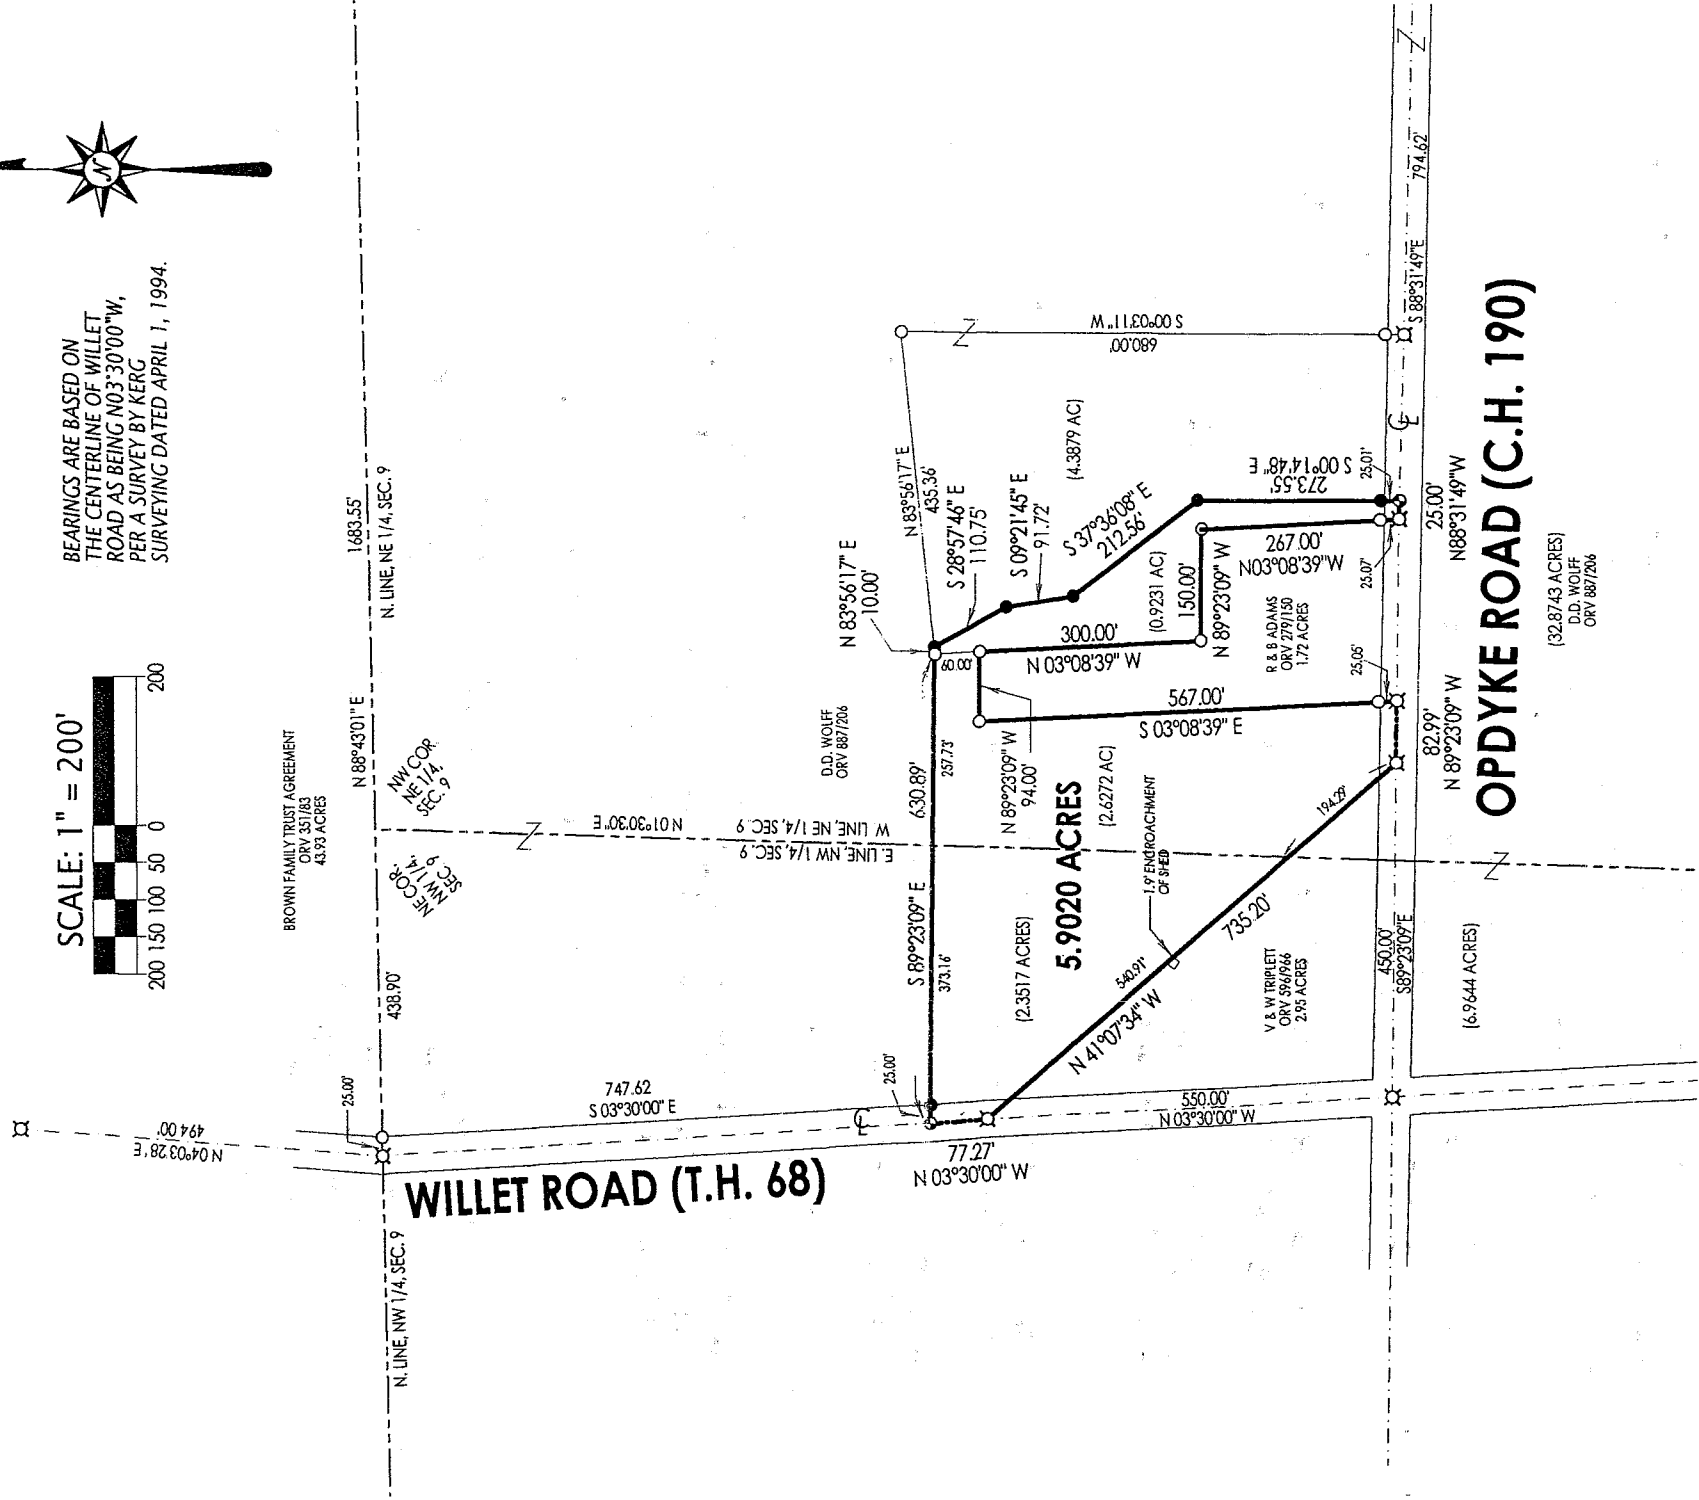 BEARINGS ARE BASED ON
THE CENTERLINE OF WILLET
ROAD AS BEING N03°30'00"W,
PER A SURVEY BY KERG
SURVEYING DATED APRIL 1, 1994.
N
SCALE: 1" = 200'
200 150 100 50 0 200
BROWN FAMILY TRUST AGREEMENT
ORV 351/83
43.93 ACRES
1683.55'
N. LINE, NE 1/4, SEC. 9
N 88°43'01" E
438.90'
NW COR.
NE 1/4,
SEC. 9
NE COR.
NW 1/4,
SEC. 9
N 01°30'30" E
W. LINE, NE 1/4, SEC. 9
E. LINE, NW 1/4, SEC. 9
N 04°03'28" E
494.00'
25.00'
N. LINE, NW 1/4, SEC. 9
747.62
S 03°30'00" E
WILLET ROAD (T.H. 68)
25.00'
77.27'
N 03°30'00" W
550.00'
N 03°30'00" W
D.D. WOLFF
ORV 887/206
S 89°23'09" E
630.89'
373.16'
257.73'
N 83°56'17" E
10.00'
N 83°56'17" E
435.36'
S 28°57'46" E
110.75'
S 09°21'45" E
91.72'
S 37°36'08" E
212.56'
(4.3879 AC)
S 00°03'11" W
680.00'
S 00°14'48" E
273.55'
25.01'
60.00'
300.00'
N 03°08'39" W
(0.9231 AC)
150.00'
N 89°23'09" W
267.00'
N03°08'39"W
25.07'
R & B ADAMS
ORV 279/150
1.72 ACRES
25.05'
567.00'
S 03°08'39" E
N 89°23'09" W
94.00'
5.9020 ACRES
(2.6272 AC)
(2.3517 ACRES)
1.9' ENCROACHMENT
OF SHED
194.29'
540.91'
735.20'
N 41°07'34" W
V & W TRIPLETT
ORV 596/966
2.95 ACRES
450.00'
S89°23'09"E
82.99'
N 89°23'09" W
25.00'
N88°31'49"W
S 88°31'49"E
794.62'
OPDYKE ROAD (C.H. 190)
(6.9644 ACRES)
(32.8743 ACRES)
D.D. WOLFF
ORV 887/206